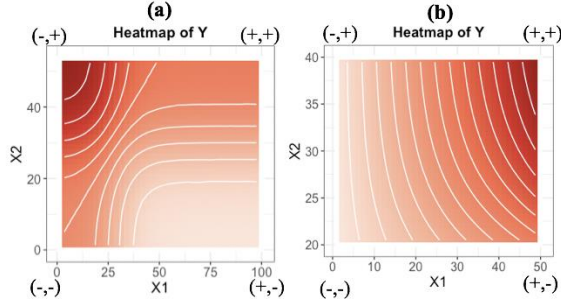 (a)
(-,+) Heatmap of Y (+,+)
X2
40
20
0
0 25 50 75 100
(-,-) X1 (+,-)
(b)
(-,+) Heatmap of Y (+,+)
X2
40
35
30
25
20
0 10 20 30 40 50
(-,-) X1 (+,-)